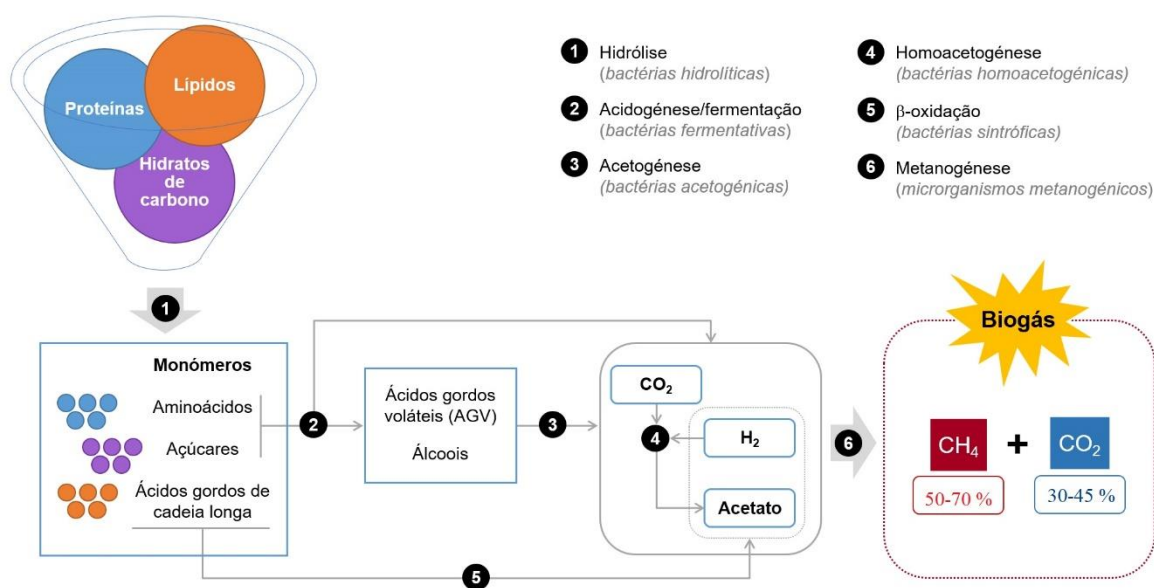 Lípidos
Proteínas
Hidratos
de
carbono
1 Hidrólise
(bactérias hidrolíticas)
2 Acidogénese/fermentação
(bactérias fermentativas)
3 Acetogénese
(bactérias acetogénicas)
4 Homoacetogénese
(bactérias homoacetogénicas)
5 β-oxidação
(bactérias sintróficas)
6 Metanogénese
(microrganismos metanogénicos)
1
Monómeros
Aminoácidos
Açúcares
Ácidos gordos de
cadeia longa
2
Ácidos gordos
voláteis (AGV)
Álcoois
3
CO₂
4
H₂
Acetato
5
6
Biogás
CH₄ + CO₂
50-70 % 30-45 %